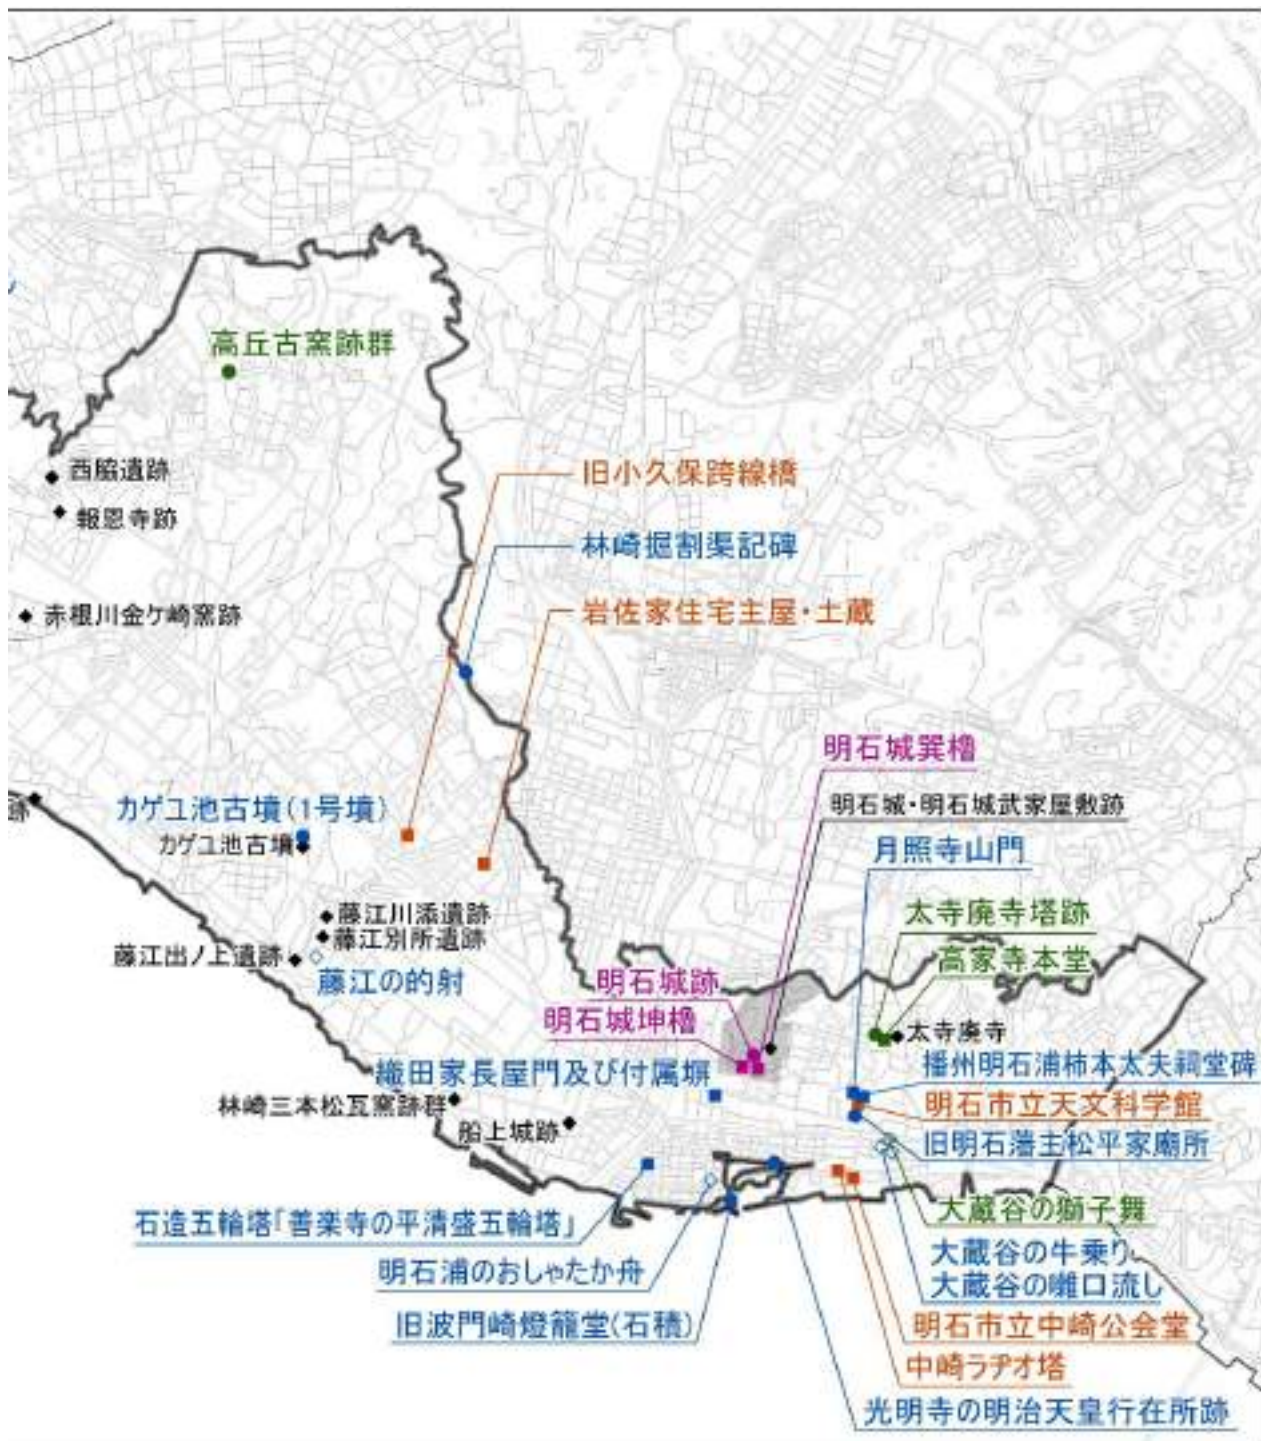 高丘古窯跡群
西脇遺跡
報恩寺跡
旧小久保跨線橋
林崎掘割渠記碑
赤根川金ケ崎窯跡
岩佐家住宅主屋・土蔵
明石城巽櫓
跡
カゲユ池古墳(1号墳)
明石城・明石城武家屋敷跡
カゲユ池古墳
月照寺山門
藤江川添遺跡
太寺廃寺塔跡
藤江別所遺跡
藤江出ノ上遺跡
高家寺本堂
藤江の的射
明石城跡
明石城坤櫓
太寺廃寺
播州明石浦柿本太夫祠堂碑
織田家長屋門及び付属塀
林崎三本松瓦窯跡群
明石市立天文科学館
船上城跡
旧明石藩主松平家廟所
大蔵谷の獅子舞
石造五輪塔「善楽寺の平清盛五輪塔」
大蔵谷の牛乗り
明石浦のおしゃたか舟
大蔵谷の囃口流し
旧波門崎燈籠堂(石積)
明石市立中崎公会堂
中崎ラヂオ塔
光明寺の明治天皇行在所跡